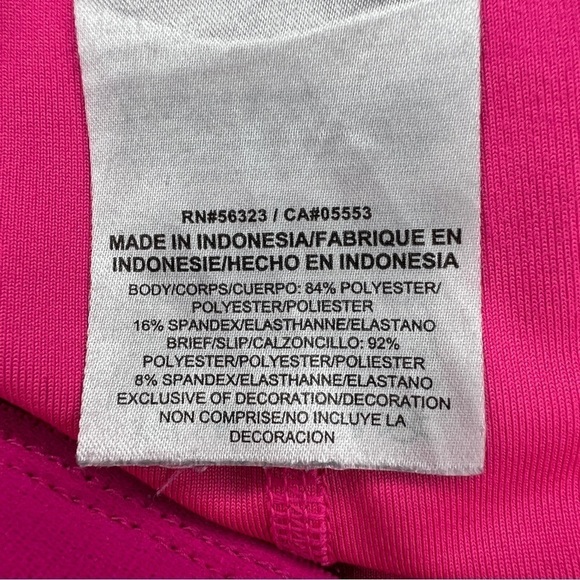 RN#56323 / CA#05553
MADE IN INDONESIA/FABRIQUE EN
INDONESIE/HECHO EN INDONESIA
BODY/CORPS/CUERPO: 84% POLYESTER/
POLYESTER/POLIESTER
16% SPANDEX/ELASTHANNE/ELASTANO
BRIEF/SLIP/CALZONCILLO: 92%
POLYESTER/POLYESTER/POLIESTER
8% SPANDEX/ELASTHANNE/ELASTANO
EXCLUSIVE OF DECORATION/DECORATION
NON COMPRISE/NO INCLUYE LA
DECORACION